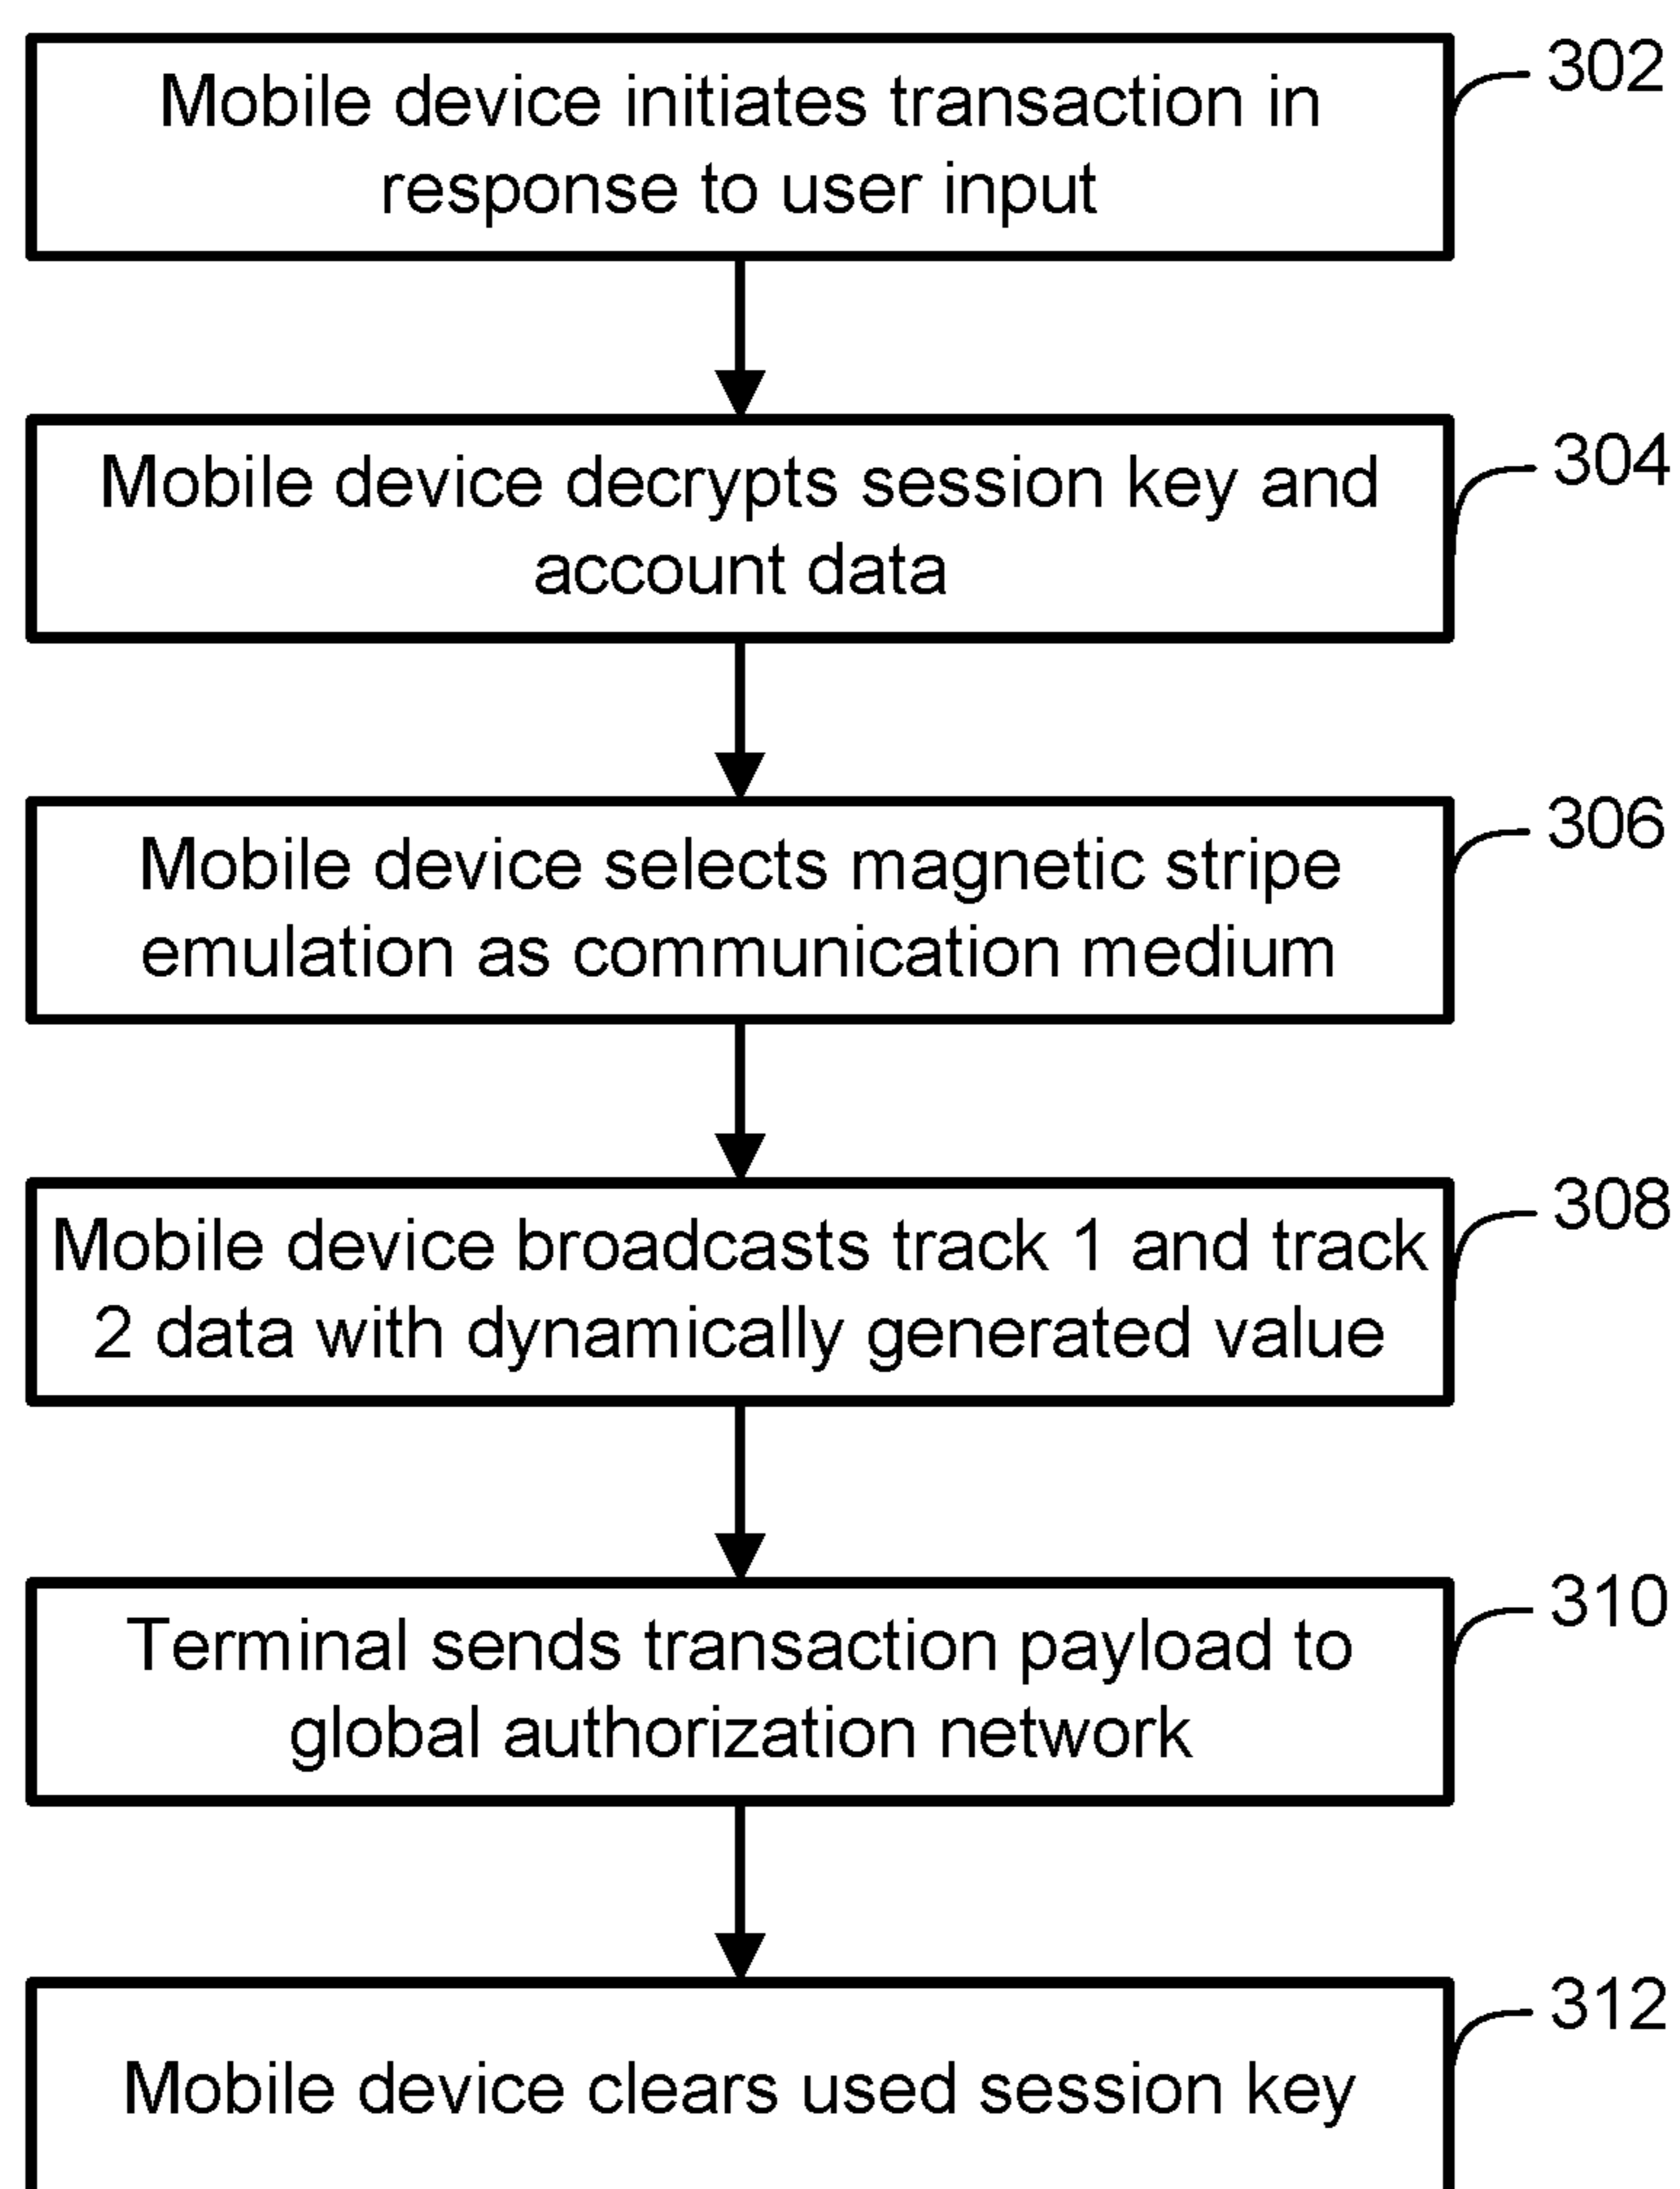 Mobile device initiates transaction in
response to user input
302
Mobile device decrypts session key and
account data
304
Mobile device selects magnetic stripe
emulation as communication medium
306
Mobile device broadcasts track 1 and track
2 data with dynamically generated value
308
Terminal sends transaction payload to
global authorization network
310
Mobile device clears used session key
312